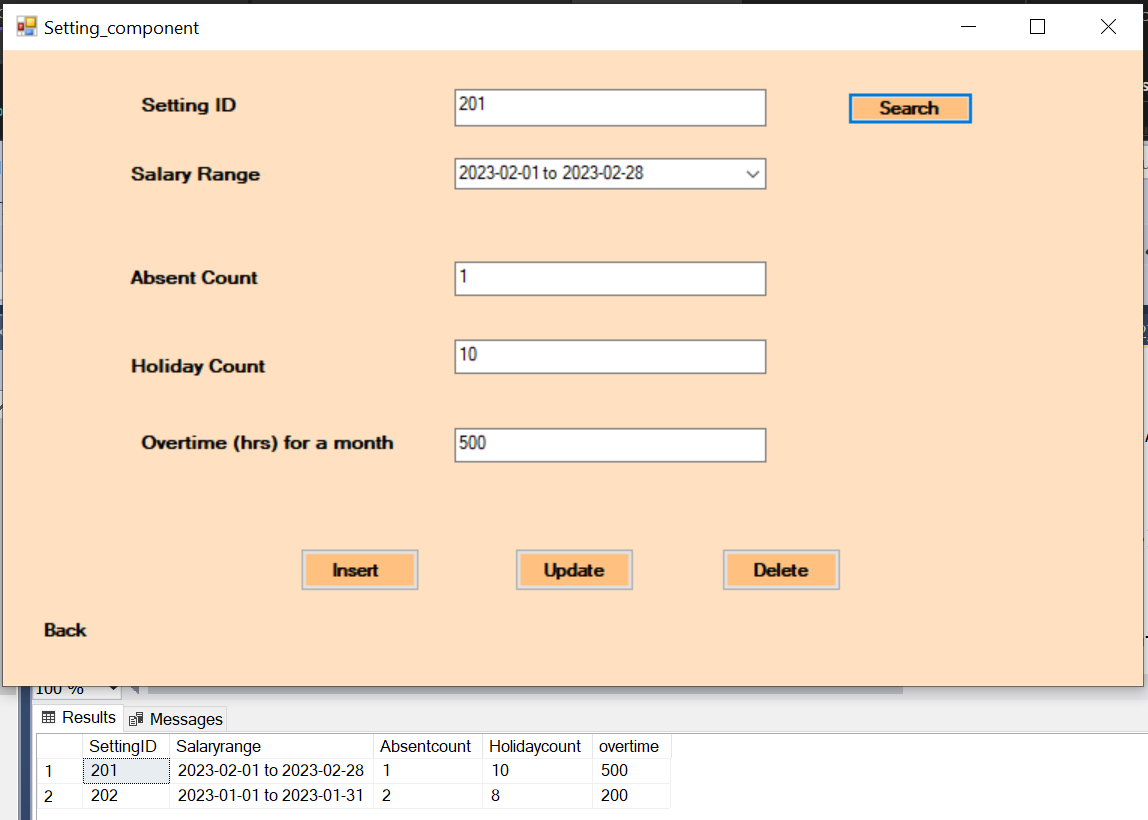 Setting_component
Setting ID 201 Search
Salary Range 2023-02-01 to 2023-02-28
Absent Count 1
Holiday Count 10
Overtime (hrs) for a month 500
Insert Update Delete
Back
100 %
Results Messages
SettingID Salaryrange Absentcount Holidaycount overtime
1 201 2023-02-01 to 2023-02-28 1 10 500
2 202 2023-01-01 to 2023-01-31 2 8 200